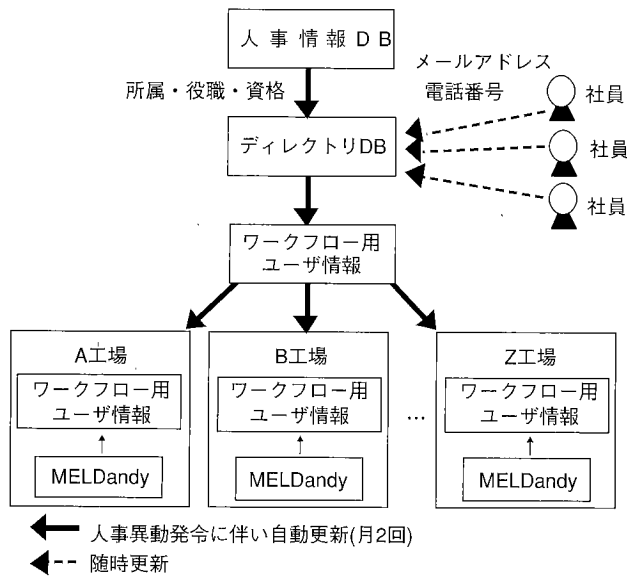 人事情報DB
所属・役職・資格
メールアドレス
電話番号
社員
社員
社員
ディレクトリDB
ワークフロー用
ユーザ情報
A工場
ワークフロー用
ユーザ情報
MELDandy
B工場
ワークフロー用
ユーザ情報
MELDandy
…
Z工場
ワークフロー用
ユーザ情報
MELDandy
人事異動発令に伴い自動更新(月2回)
随時更新